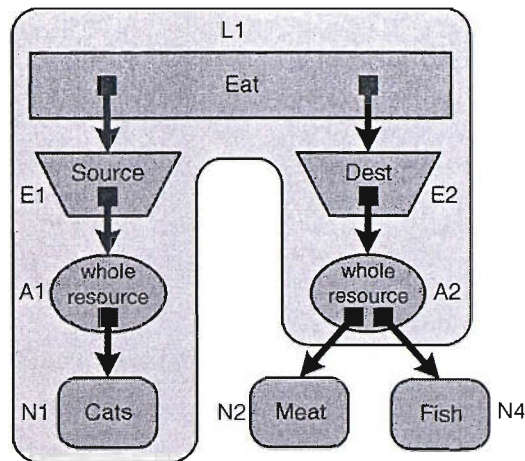 L1
Eat
Source
Dest
E1
E2
whole
resource
whole
resource
A1
A2
N1
Cats
N2
Meat
Fish
N4